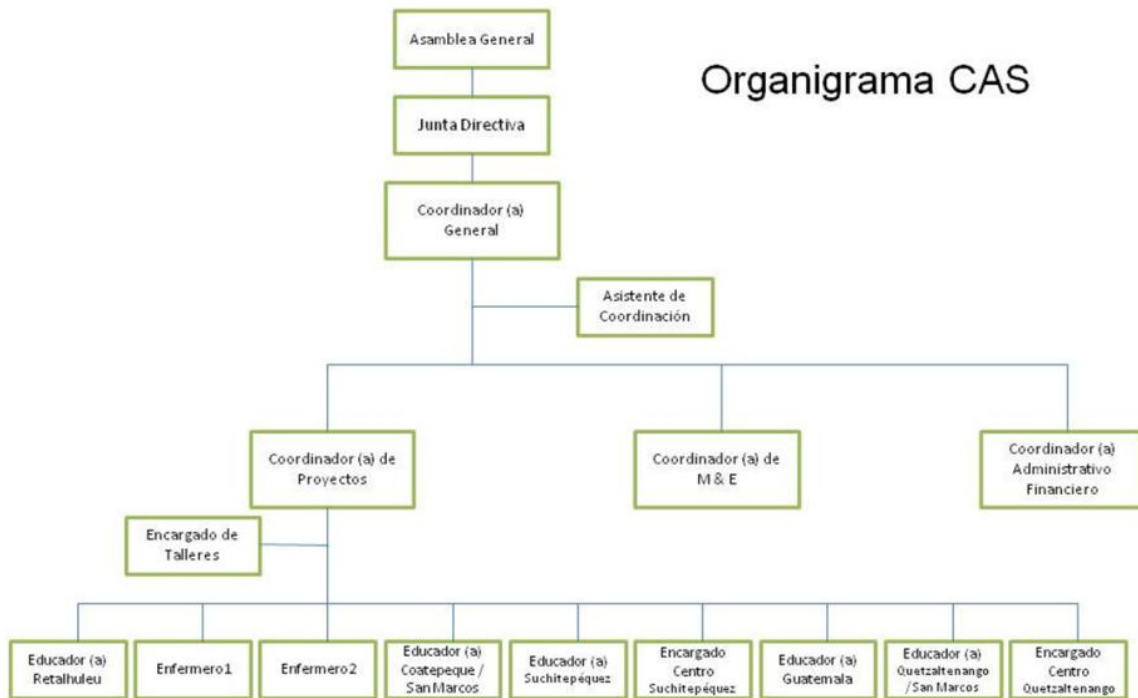 Asamblea General
Organigrama CAS
Junta Directiva
Coordinador (a)
General
Asistente de
Coordinación
Coordinador (a) de
Proyectos
Coordinador (a) de
M & E
Coordinador (a)
Administrativo
Financiero
Encargado de
Talleres
Educador (a)
Retalhuleu
Enfermero1
Enfermero2
Educador (a)
Coatepeque /
San Marcos
Educador (a)
Suchitepéquez
Encargado
Centro
Suchitepéquez
Educador (a)
Guatemala
Educador (a)
Quetzaltenango
/San Marcos
Encargado
Centro
Quetzaltenango